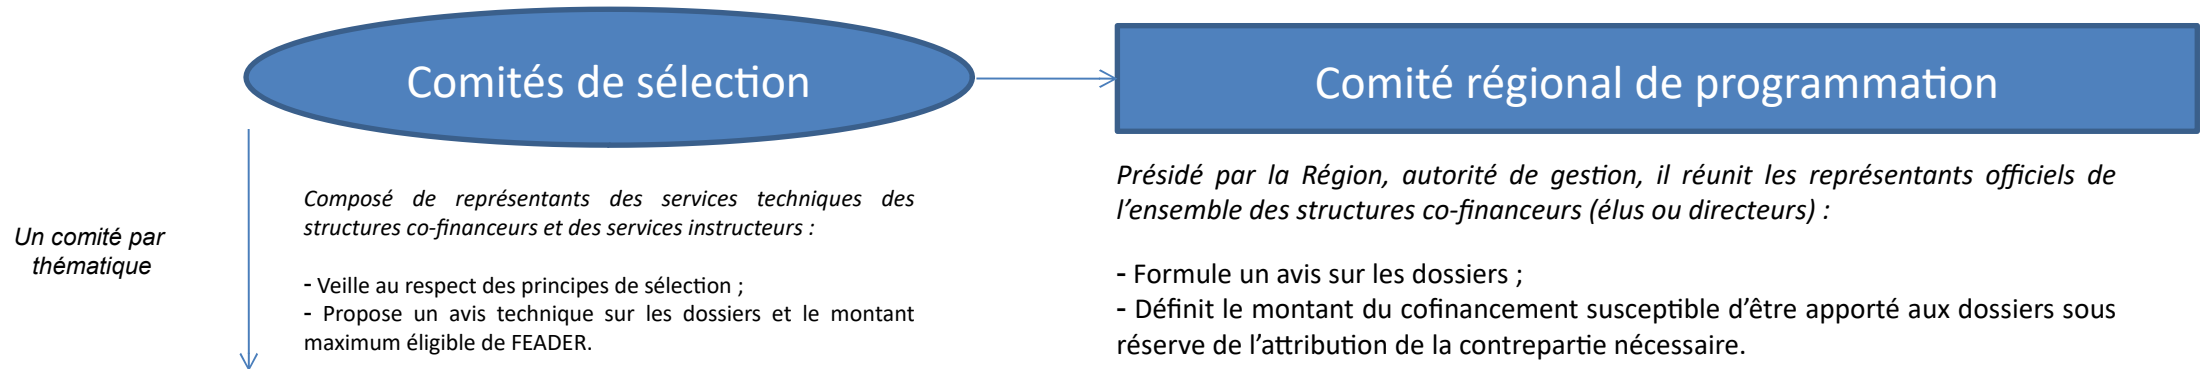 Comités de sélection
Comité régional de programmation
Un comité par
thématique
Composé de représentants des services techniques des
structures co-financeurs et des services instructeurs :
- Veille au respect des principes de sélection ;
- Propose un avis technique sur les dossiers et le montant
maximum éligible de FEADER.
Présidé par la Région, autorité de gestion, il réunit les représentants officiels de
l’ensemble des structures co-financeurs (élus ou directeurs) :
- Formule un avis sur les dossiers ;
- Définit le montant du cofinancement susceptible d’être apporté aux dossiers sous
réserve de l’attribution de la contrepartie nécessaire.